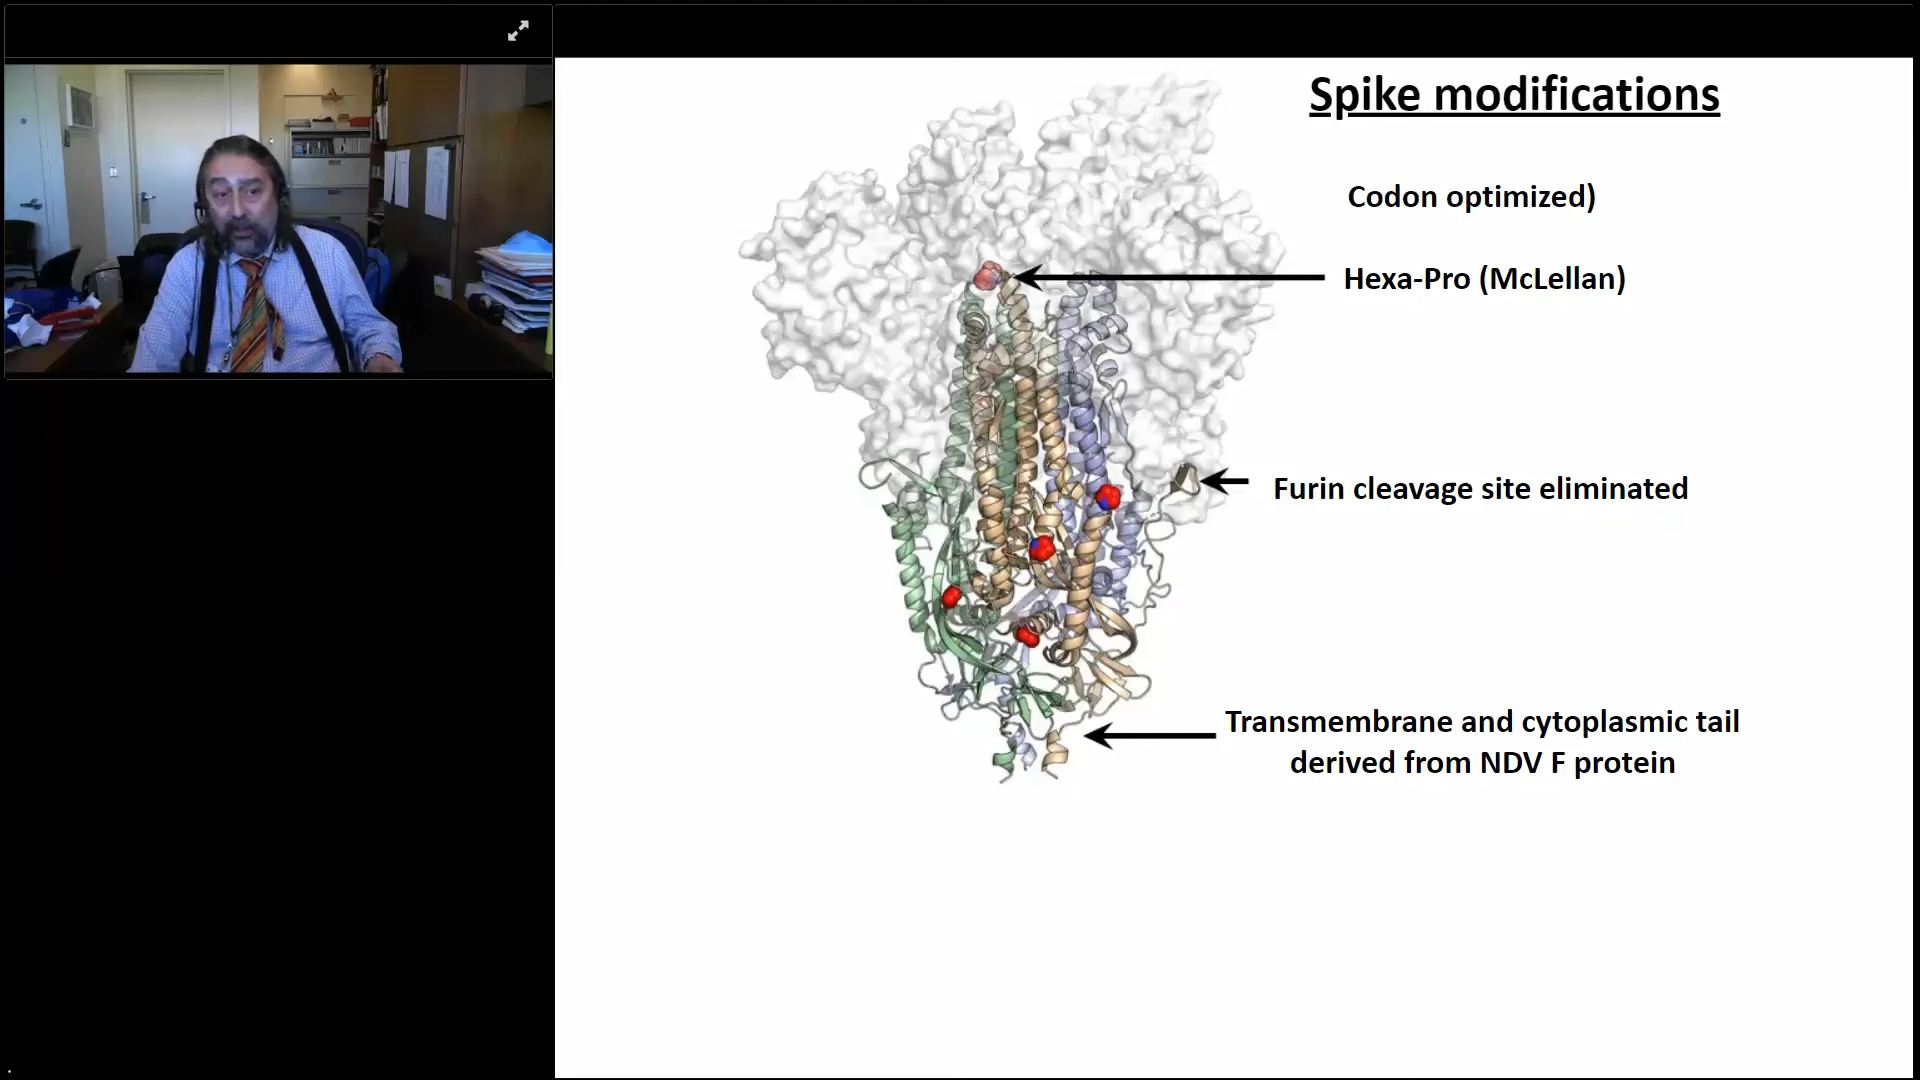 Spike modifications
Codon optimized)
Hexa-Pro (McLellan)
Furin cleavage site eliminated
Transmembrane and cytoplasmic tail
derived from NDV F protein